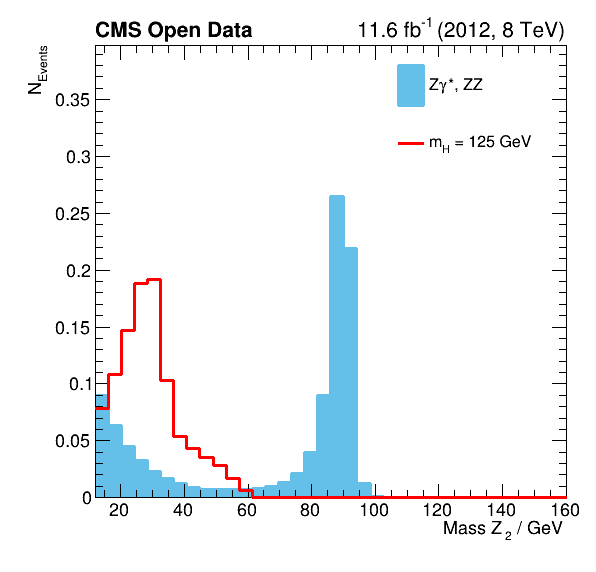 CMS Open Data 11.6 fb⁻¹ (2012, 8 TeV)
N_Events
Zγ*, ZZ
m_H = 125 GeV
0.35
0.3
0.25
0.2
0.15
0.1
0.05
0
20 40 60 80 100 120 140 160
Mass Z₂ / GeV